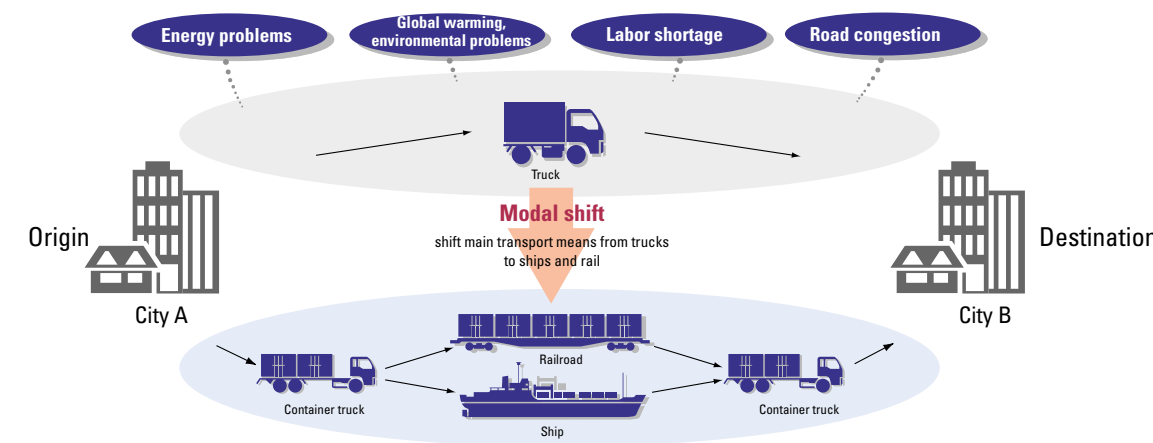 Energy problems
Global warming,
environmental problems
Labor shortage
Road congestion
Truck
Modal shift
shift main transport means from trucks
to ships and rail
Origin
Destination
City A
City B
Railroad
Container truck
Container truck
Ship